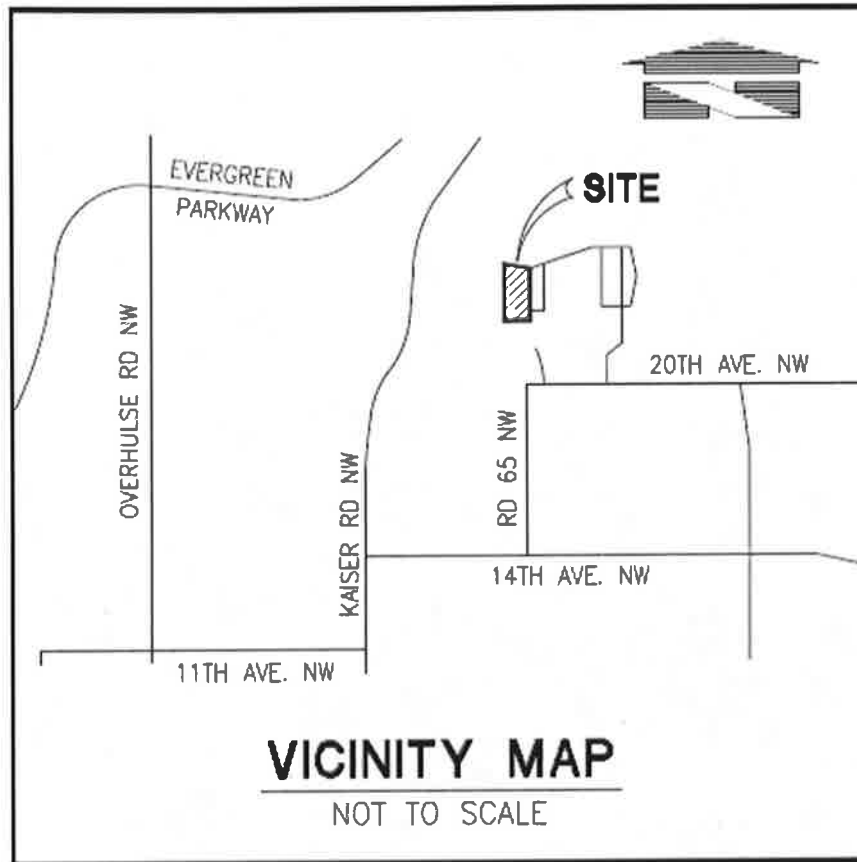 EVERGREEN
PARKWAY
SITE
OVERHULSE RD NW
KAISER RD NW
RD 65 NW
20TH AVE. NW
14TH AVE. NW
11TH AVE. NW
VICINITY MAP
NOT TO SCALE